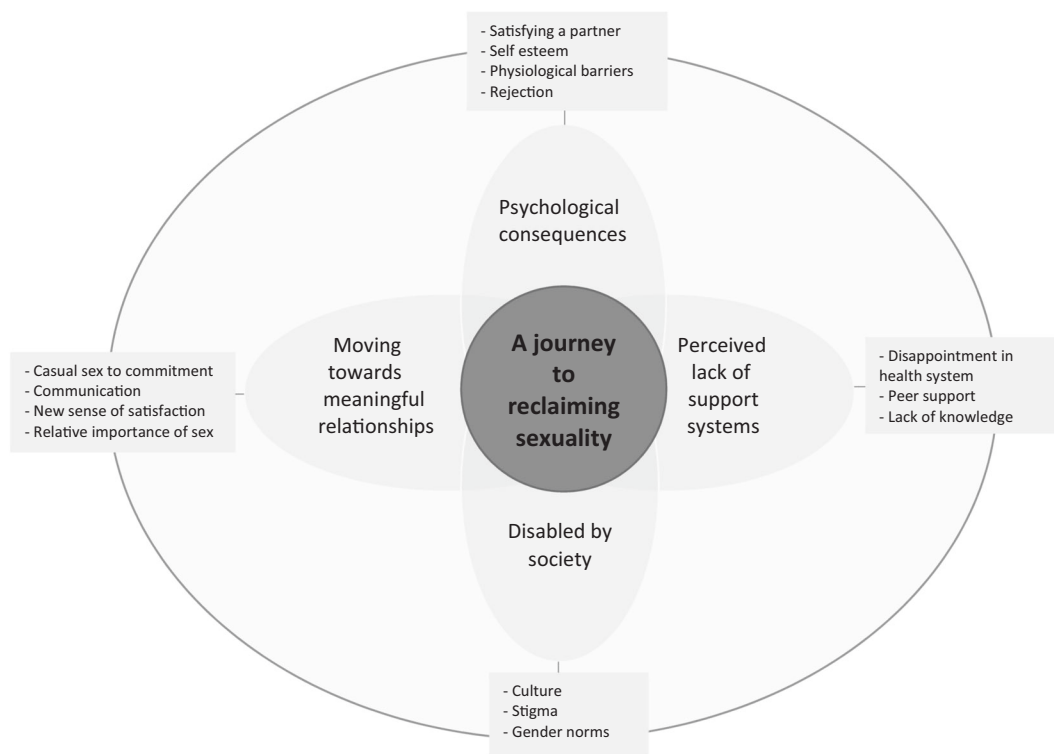 - Satisfying a partner
- Self esteem
- Physiological barriers
- Rejection
Psychological
consequences
- Casual sex to commitment
- Communication
- New sense of satisfaction
- Relative importance of sex
Moving
towards
meaningful
relationships
A journey
to
reclaiming
sexuality
Perceived
lack of
support
systems
- Disappointment in
health system
- Peer support
- Lack of knowledge
Disabled by
society
- Culture
- Stigma
- Gender norms